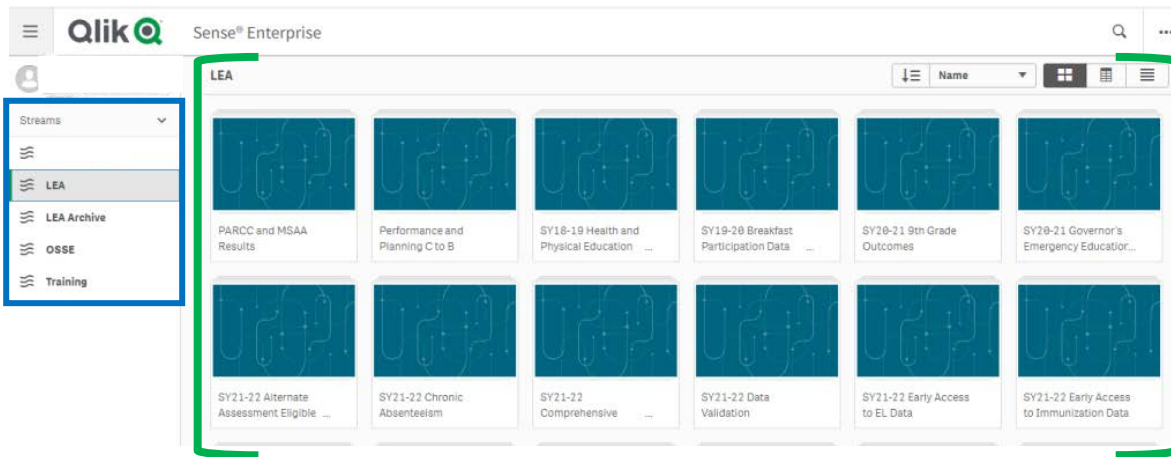 Qlik Sense® Enterprise
LEA
Name
Streams
LEA
LEA Archive
OSSE
Training
PARCC and MSAA
Results
Performance and
Planning C to B
SY18-19 Health and
Physical Education ...
SY19-20 Breakfast
Participation Data ...
SY20-21 9th Grade
Outcomes
SY20-21 Governor's
Emergency Educatior...
SY21-22 Alternate
Assessment Eligible ...
SY21-22 Chronic
Absenteeism
SY21-22
Comprehensive ...
SY21-22 Data
Validation
SY21-22 Early Access
to EL Data
SY21-22 Early Access
to Immunization Data